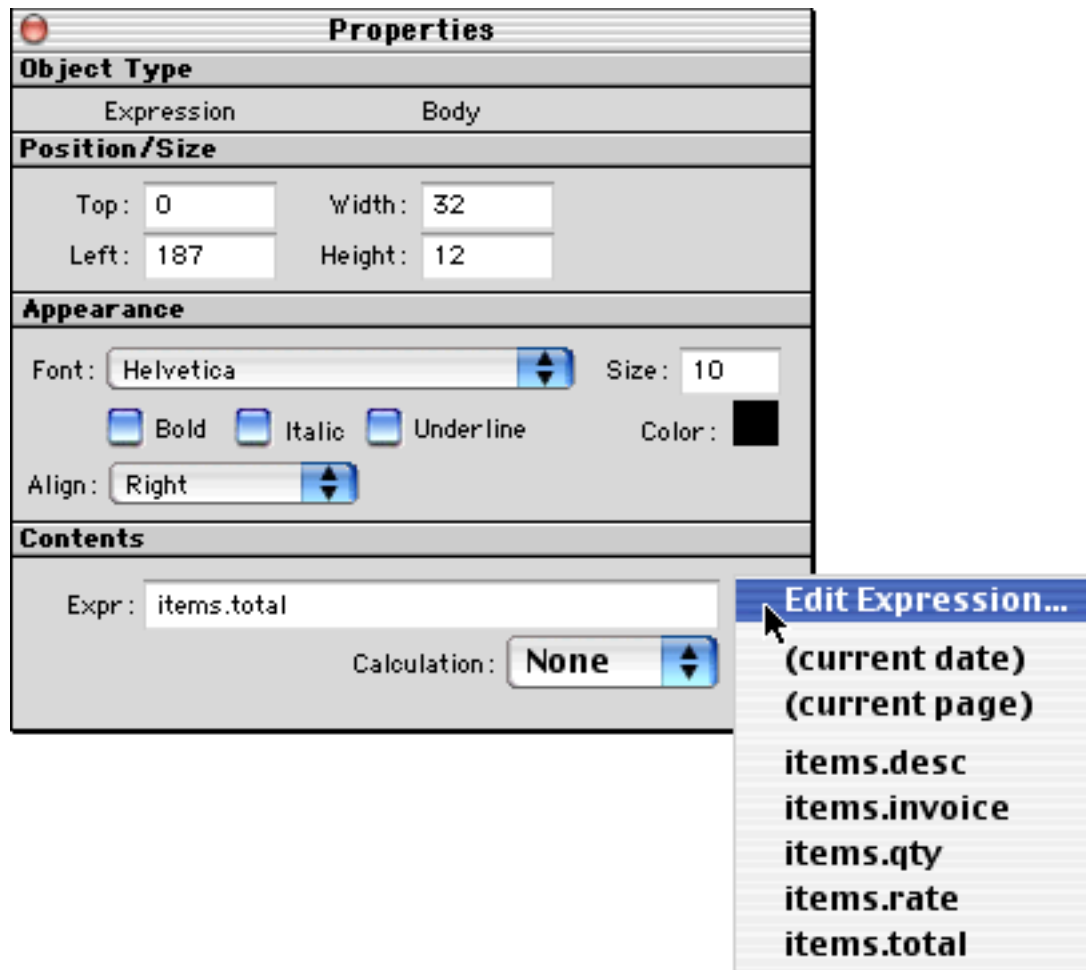 Properties
Object Type
Expression Body
Position/Size
Top: 0 Width: 32
Left: 187 Height: 12
Appearance
Font: Helvetica Size: 10
Bold Italic Underline Color:
Align: Right
Contents
Expr: items.total
Calculation: None
Edit Expression...
(current date)
(current page)
items.desc
items.invoice
items.qty
items.rate
items.total